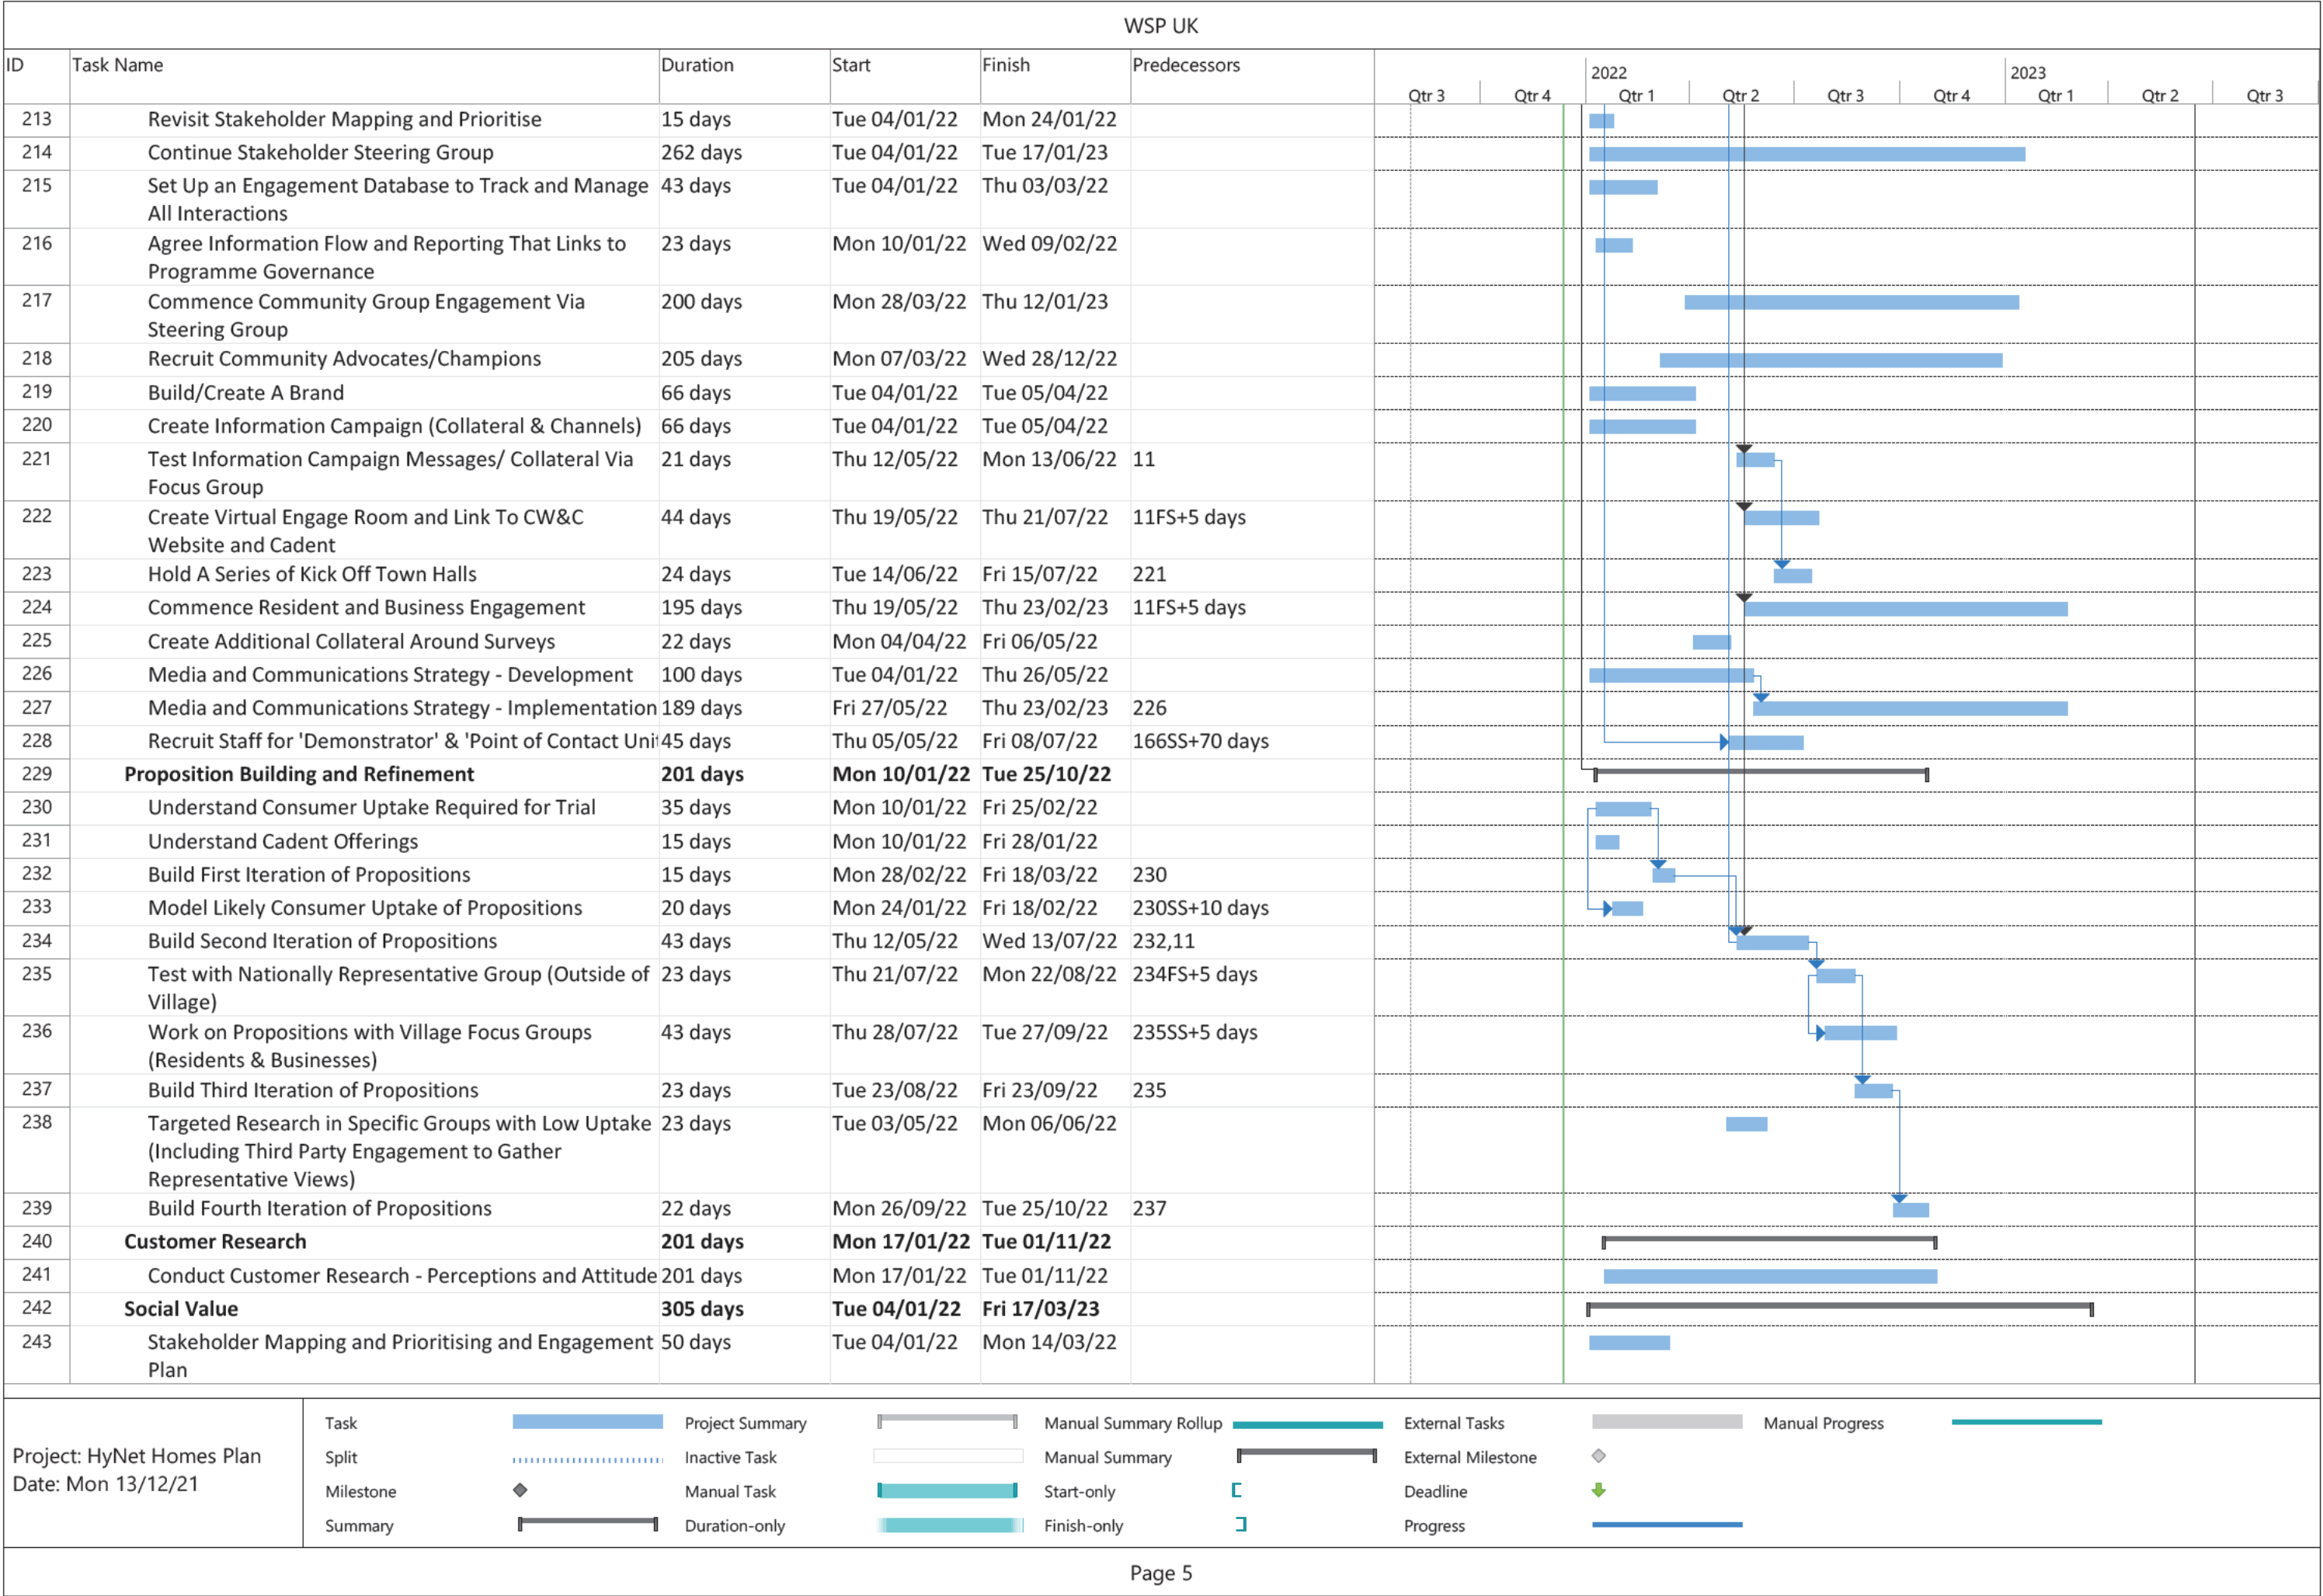 WSP UK
ID Task Name Duration Start Finish Predecessors
2022 2023
Qtr 3 Qtr 4 Qtr 1 Qtr 2 Qtr 3 Qtr 4 Qtr 1 Qtr 2 Qtr 3
213 Revisit Stakeholder Mapping and Prioritise 15 days Tue 04/01/22 Mon 24/01/22
214 Continue Stakeholder Steering Group 262 days Tue 04/01/22 Tue 17/01/23
215 Set Up an Engagement Database to Track and Manage 43 days Tue 04/01/22 Thu 03/03/22
All Interactions
216 Agree Information Flow and Reporting That Links to 23 days Mon 10/01/22 Wed 09/02/22
Programme Governance
217 Commence Community Group Engagement Via 200 days Mon 28/03/22 Thu 12/01/23
Steering Group
218 Recruit Community Advocates/Champions 205 days Mon 07/03/22 Wed 28/12/22
219 Build/Create A Brand 66 days Tue 04/01/22 Tue 05/04/22
220 Create Information Campaign (Collateral & Channels) 66 days Tue 04/01/22 Tue 05/04/22
221 Test Information Campaign Messages/ Collateral Via 21 days Thu 12/05/22 Mon 13/06/22 11
Focus Group
222 Create Virtual Engage Room and Link To CW&C 44 days Thu 19/05/22 Thu 21/07/22 11FS+5 days
Website and Cadent
223 Hold A Series of Kick Off Town Halls 24 days Tue 14/06/22 Fri 15/07/22 221
224 Commence Resident and Business Engagement 195 days Thu 19/05/22 Thu 23/02/23 11FS+5 days
225 Create Additional Collateral Around Surveys 22 days Mon 04/04/22 Fri 06/05/22
226 Media and Communications Strategy - Development 100 days Tue 04/01/22 Thu 26/05/22
227 Media and Communications Strategy - Implementation 189 days Fri 27/05/22 Thu 23/02/23 226
228 Recruit Staff for 'Demonstrator' & 'Point of Contact Uni 45 days Thu 05/05/22 Fri 08/07/22 166SS+70 days
229 Proposition Building and Refinement 201 days Mon 10/01/22 Tue 25/10/22
230 Understand Consumer Uptake Required for Trial 35 days Mon 10/01/22 Fri 25/02/22
231 Understand Cadent Offerings 15 days Mon 10/01/22 Fri 28/01/22
232 Build First Iteration of Propositions 15 days Mon 28/02/22 Fri 18/03/22 230
233 Model Likely Consumer Uptake of Propositions 20 days Mon 24/01/22 Fri 18/02/22 230SS+10 days
234 Build Second Iteration of Propositions 43 days Thu 12/05/22 Wed 13/07/22 232,11
235 Test with Nationally Representative Group (Outside of 23 days Thu 21/07/22 Mon 22/08/22 234FS+5 days
Village)
236 Work on Propositions with Village Focus Groups 43 days Thu 28/07/22 Tue 27/09/22 235SS+5 days
(Residents & Businesses)
237 Build Third Iteration of Propositions 23 days Tue 23/08/22 Fri 23/09/22 235
238 Targeted Research in Specific Groups with Low Uptake 23 days Tue 03/05/22 Mon 06/06/22
(Including Third Party Engagement to Gather
Representative Views)
239 Build Fourth Iteration of Propositions 22 days Mon 26/09/22 Tue 25/10/22 237
240 Customer Research 201 days Mon 17/01/22 Tue 01/11/22
241 Conduct Customer Research - Perceptions and Attitude 201 days Mon 17/01/22 Tue 01/11/22
242 Social Value 305 days Tue 04/01/22 Fri 17/03/23
243 Stakeholder Mapping and Prioritising and Engagement 50 days Tue 04/01/22 Mon 14/03/22
Plan
Project: HyNet Homes Plan
Date: Mon 13/12/21
Task Project Summary Manual Summary Rollup External Tasks Manual Progress
Split Inactive Task Manual Summary External Milestone
Milestone Manual Task Start-only Deadline
Summary Duration-only Finish-only Progress
Page 5